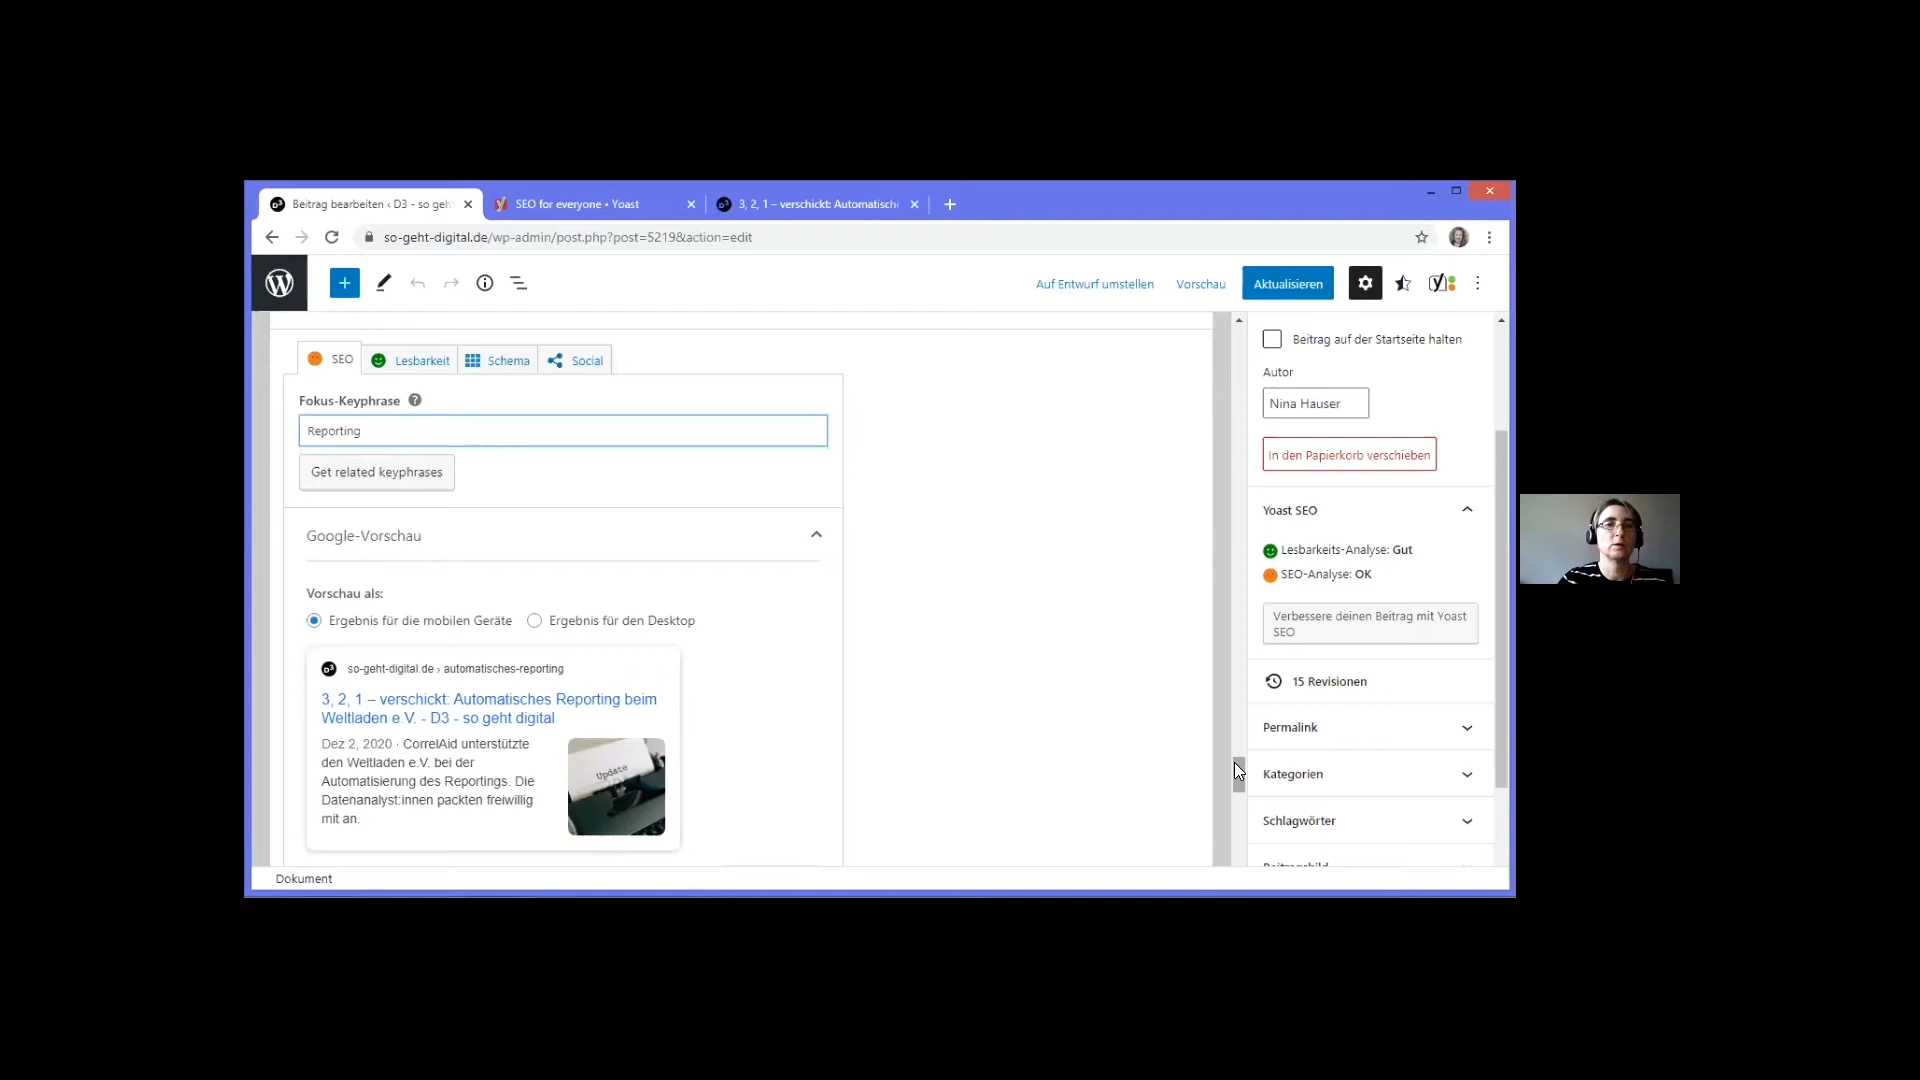 Beitrag bearbeiten ‹ D3 - so geh
SEO for everyone • Yoast
3, 2, 1 – verschickt: Automatische
so-geht-digital.de/wp-admin/post.php?post=5219&action=edit
Auf Entwurf umstellen
Vorschau
Aktualisieren
SEO
Lesbarkeit
Schema
Social
Fokus-Keyphrase
Reporting
Get related keyphrases
Google-Vorschau
Vorschau als:
Ergebnis für die mobilen Geräte
Ergebnis für den Desktop
so-geht-digital.de › automatisches-reporting
3, 2, 1 – verschickt: Automatisches Reporting beim
Weltladen e.V. - D3 - so geht digital
Dez 2, 2020 · CorrelAid unterstützte
den Weltladen e.V. bei der
Automatisierung des Reportings. Die
Datenanalyst:innen packten freiwillig
mit an.
Update
Beitrag auf der Startseite halten
Autor
Nina Hauser
In den Papierkorb verschieben
Yoast SEO
Lesbarkeits-Analyse: Gut
SEO-Analyse: OK
Verbessere deinen Beitrag mit Yoast
SEO
15 Revisionen
Permalink
Kategorien
Schlagwörter
Beitragsbild
Dokument